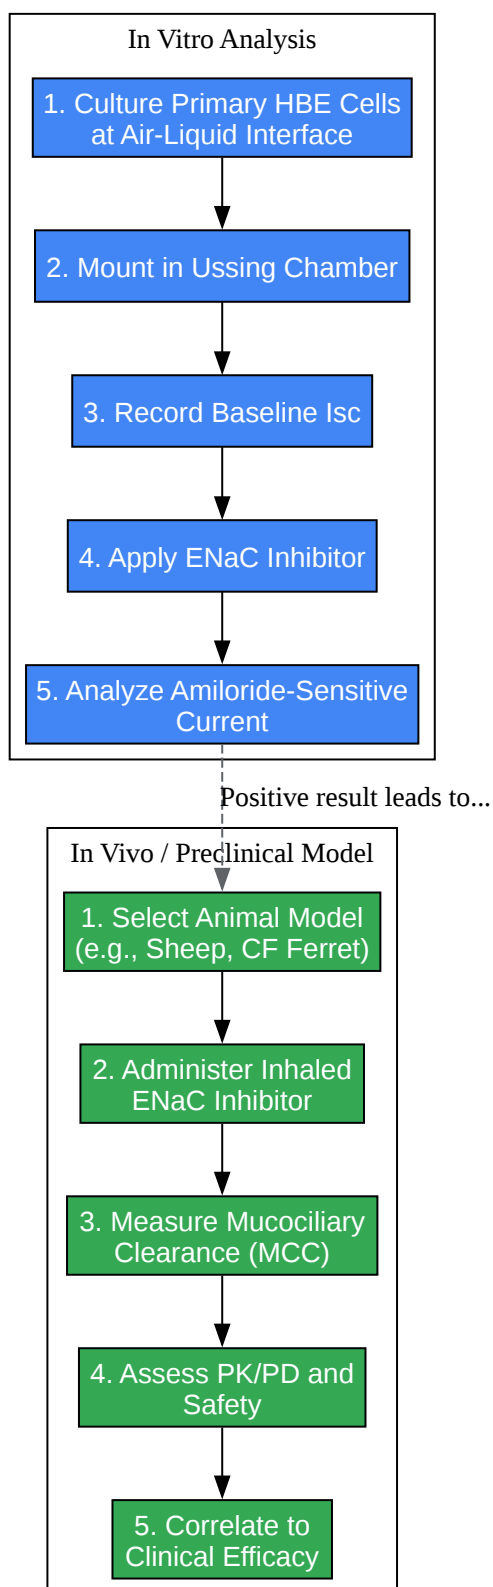 In Vitro Analysis
1. Culture Primary HBE Cells
at Air-Liquid Interface
2. Mount in Ussing Chamber
3. Record Baseline Isc
4. Apply ENaC Inhibitor
5. Analyze Amiloride-Sensitive
Current
Positive result leads to...
In Vivo / Preclinical Model
1. Select Animal Model
(e.g., Sheep, CF Ferret)
2. Administer Inhaled
ENaC Inhibitor
3. Measure Mucociliary
Clearance (MCC)
4. Assess PK/PD and
Safety
5. Correlate to
Clinical Efficacy